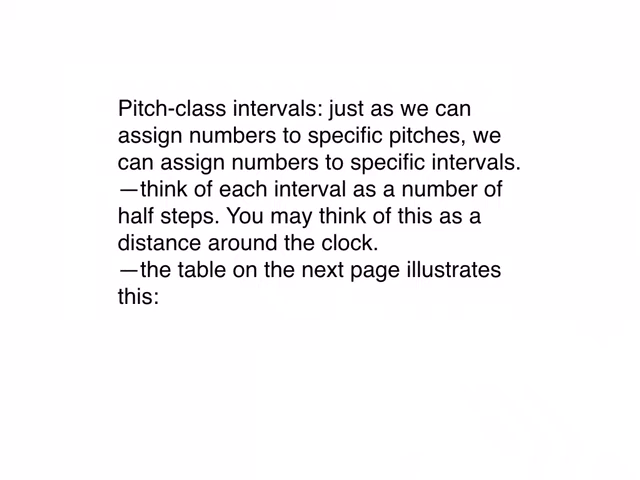 Pitch-class intervals: just as we can
assign numbers to specific pitches, we
can assign numbers to specific intervals.
—think of each interval as a number of
half steps. You may think of this as a
distance around the clock.
—the table on the next page illustrates
this: